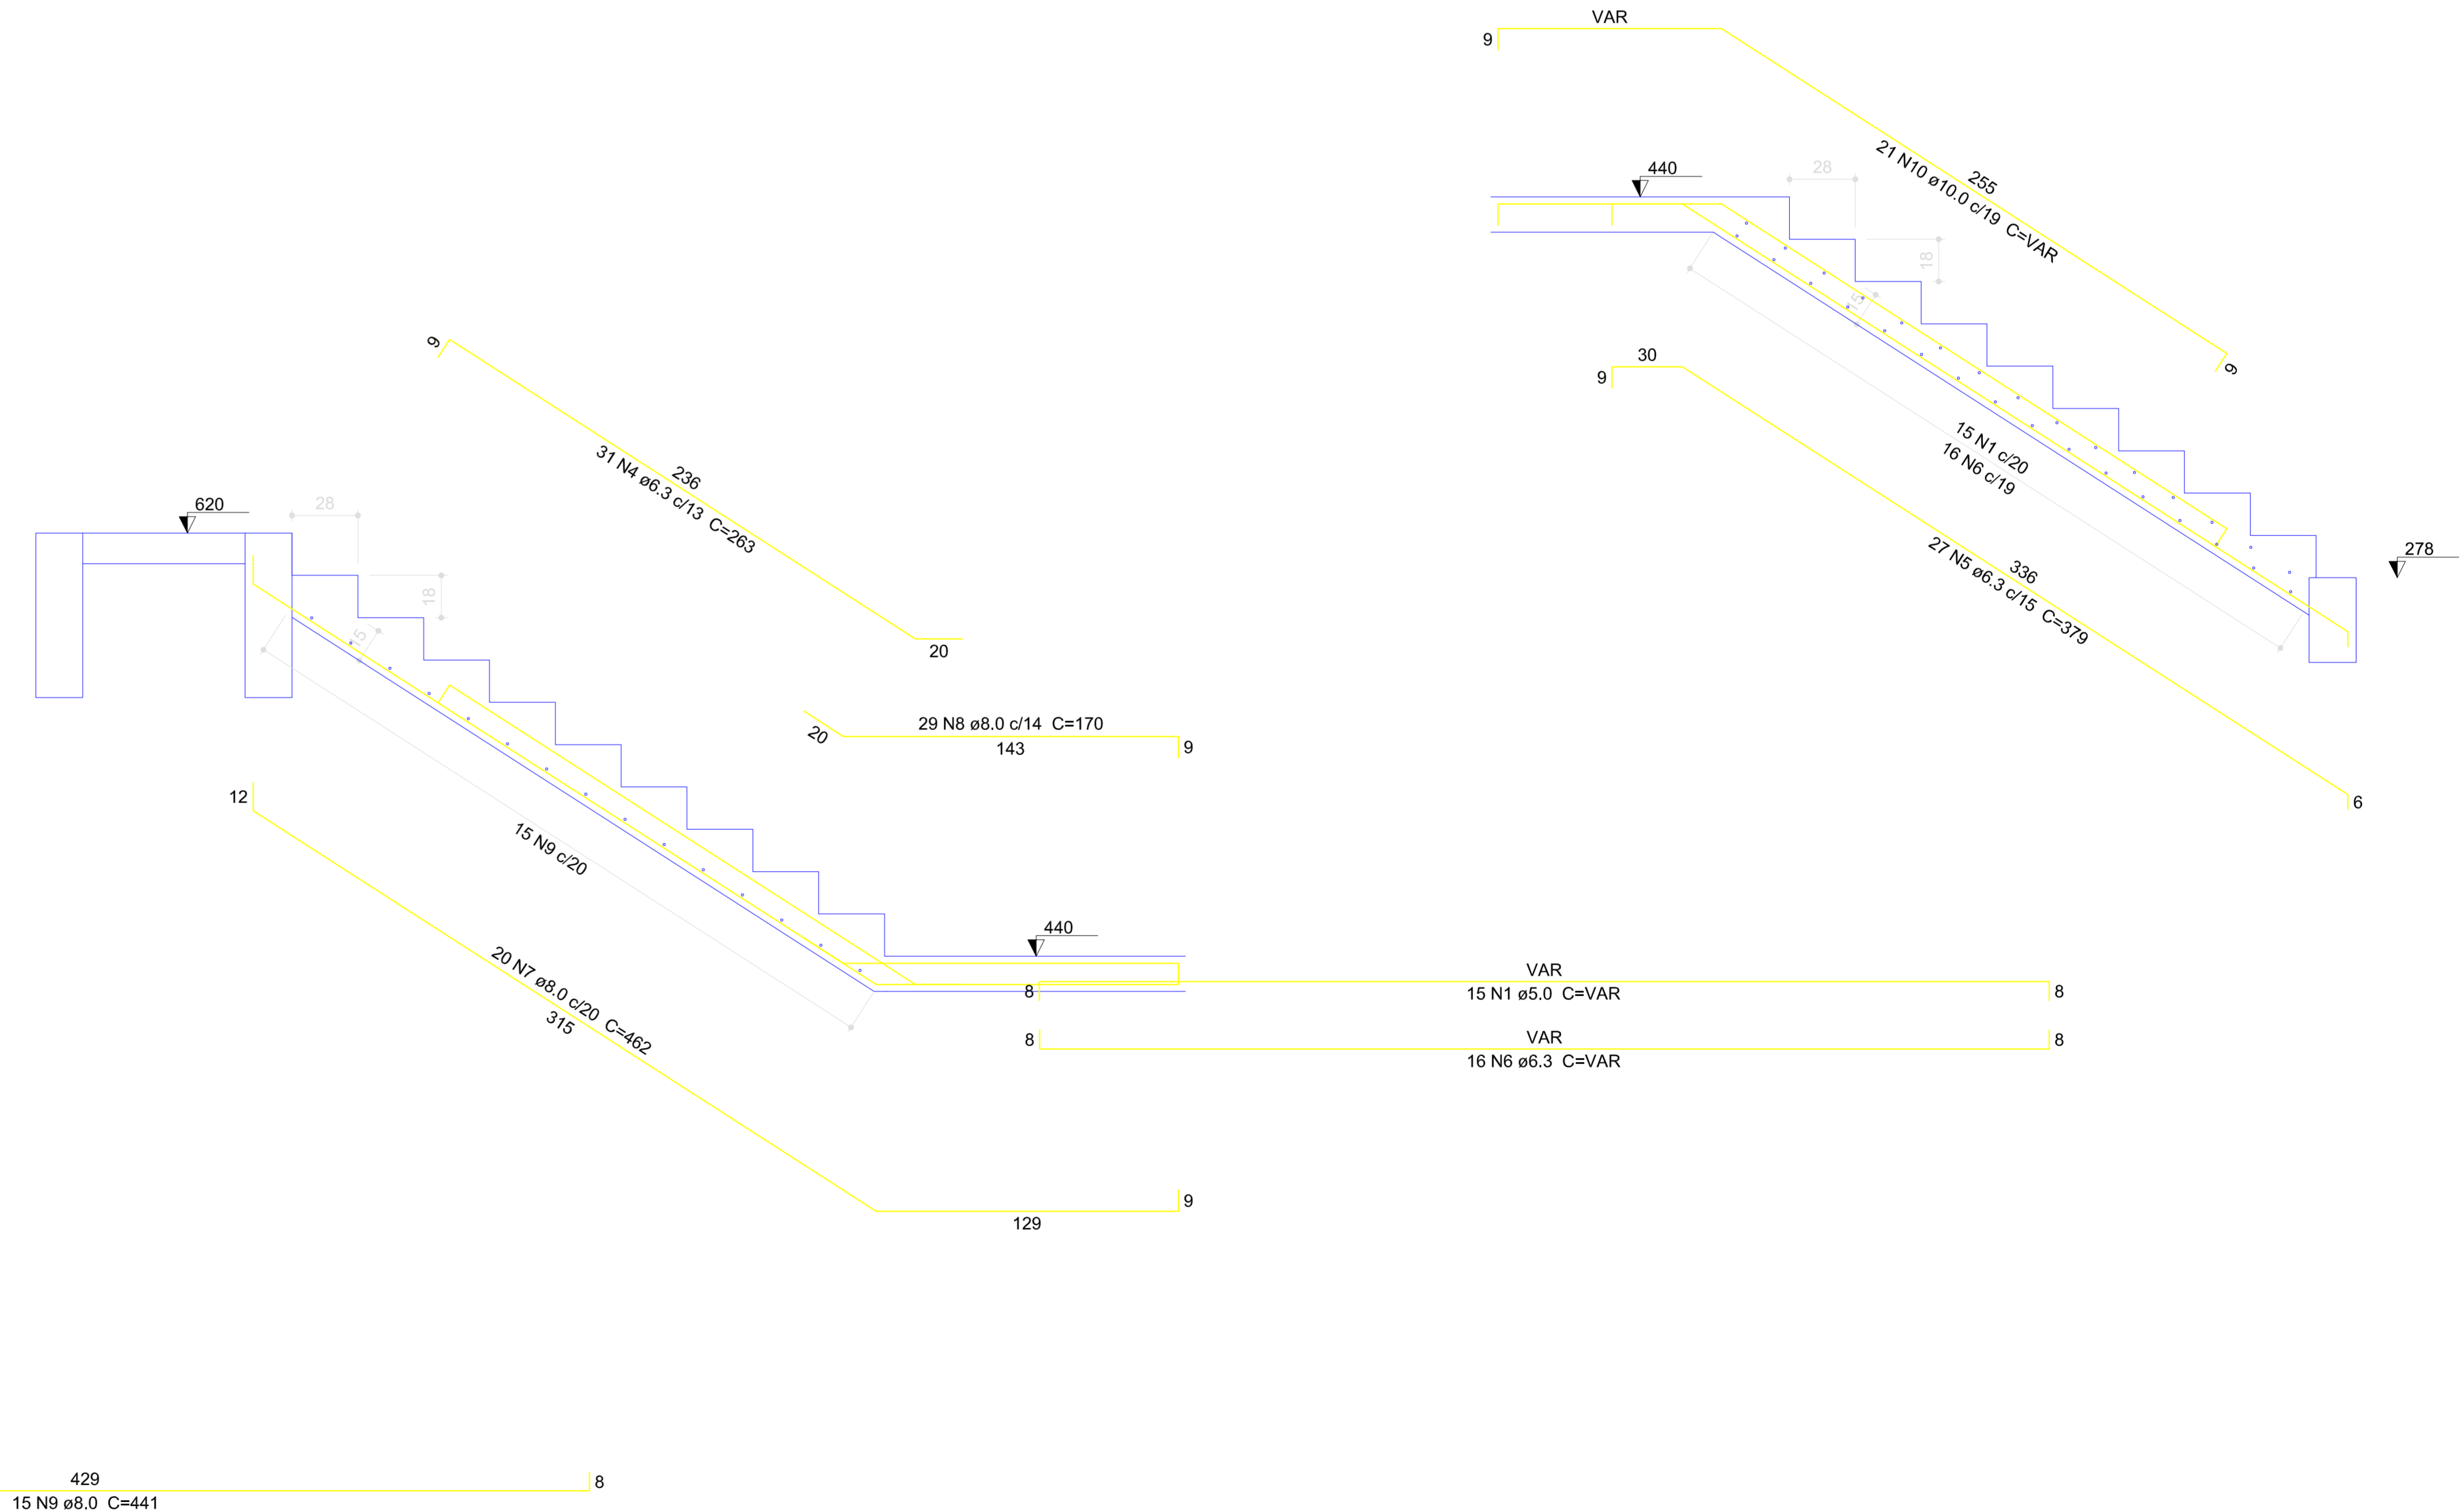 VAR
9
255
21 N10 ø10.0 c/19 C=VAR
9
440
28
18
15
15 N1 c/20
16 N6 c/19
278
30
9
336
27 N5 ø6.3 c/15 C=379
6
9
236
31 N4 ø6.3 c/13 C=263
20
620
28
18
15
15 N9 c/20
440
29 N8 ø8.0 c/14 C=170
20
143
9
12
20 N7 ø8.0 c/20 C=462
315
129
9
VAR
8
15 N1 ø5.0 C=VAR
8
VAR
8
16 N6 ø6.3 C=VAR
8
429
8
15 N9 ø8.0 C=441